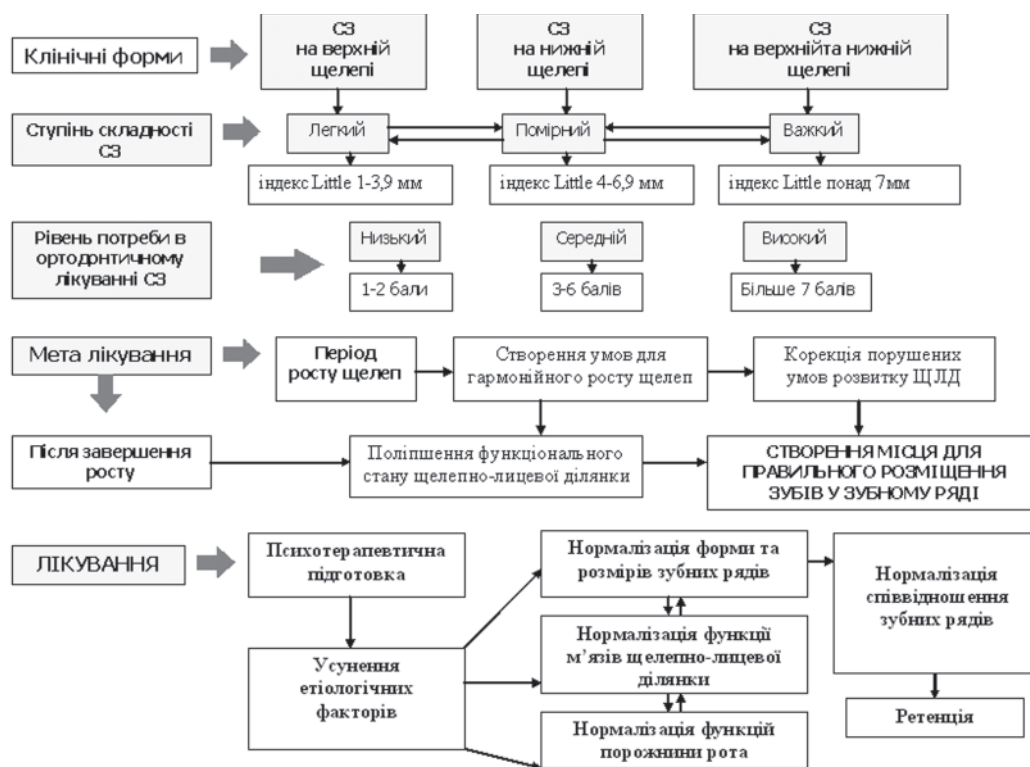 Клінічні форми
СЗ
на верхній
щелепі
СЗ
на нижній
щелепі
СЗ
на верхнійта нижній
щелепі
Ступінь складності
СЗ
Легкий
Помірний
Важкий
індекс Little 1-3,9 мм
індекс Little 4-6,9 мм
індекс Little понад 7мм
Рівень потреби в
ортодонтичному
лікуванні СЗ
Низький
Середній
Високий
1-2 бали
3-6 балів
Більше 7 балів
Мета лікування
Період
росту щелеп
Створення умов для
гармонійного росту щелеп
Корекція порушених
умов розвитку ЩЛД
Після завершення
росту
Поліпшення функціонального
стану щелепно-лицевої ділянки
СТВОРЕННЯ МІСЦЯ ДЛЯ
ПРАВИЛЬНОГО РОЗМІЩЕННЯ
ЗУБІВ У ЗУБНОМУ РЯДІ
ЛІКУВАННЯ
Психотерапевтична
підготовка
Усунення
етіологічних
факторів
Нормалізація форми та
розмірів зубних рядів
Нормалізація функції
м’язів щелепно-лицевої
ділянки
Нормалізація функцій
порожнини рота
Нормалізація
співвідношення
зубних рядів
Ретенція